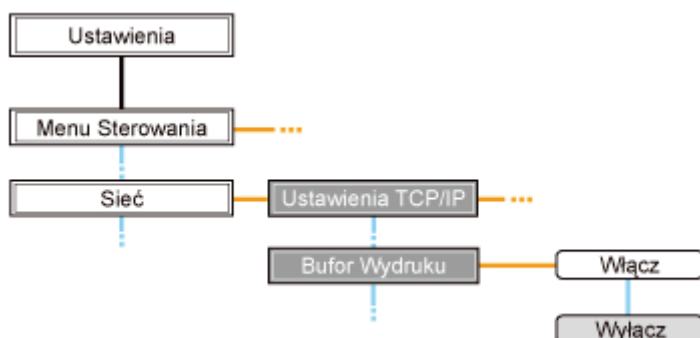 Ustawienia
Menu Sterowania
Sieć
Ustawienia TCP/IP
Bufor Wydruku
Włącz
Wyłącz